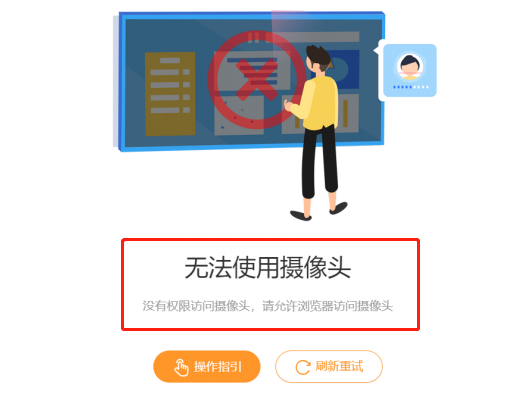 无法使用摄像头
没有权限访问摄像头，请允许浏览器访问摄像头
操作指引
刷新重试